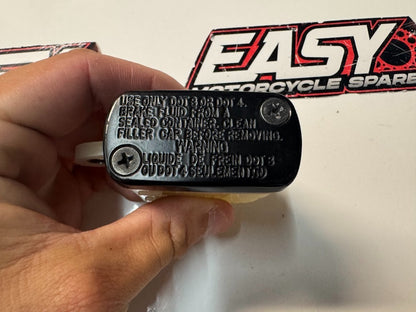 EASY
MOTORCYCLE SPARES
USE ONLY DOT 3 OR DOT 4.
BRAKE FLUID FROM A
SEALED CONTAINER CLEAN
FILLER CAP BEFORE REMOVING.
WARNING
LIQUIDE DE FREIN DOT 3
OU DOT 4 SEULEMENT